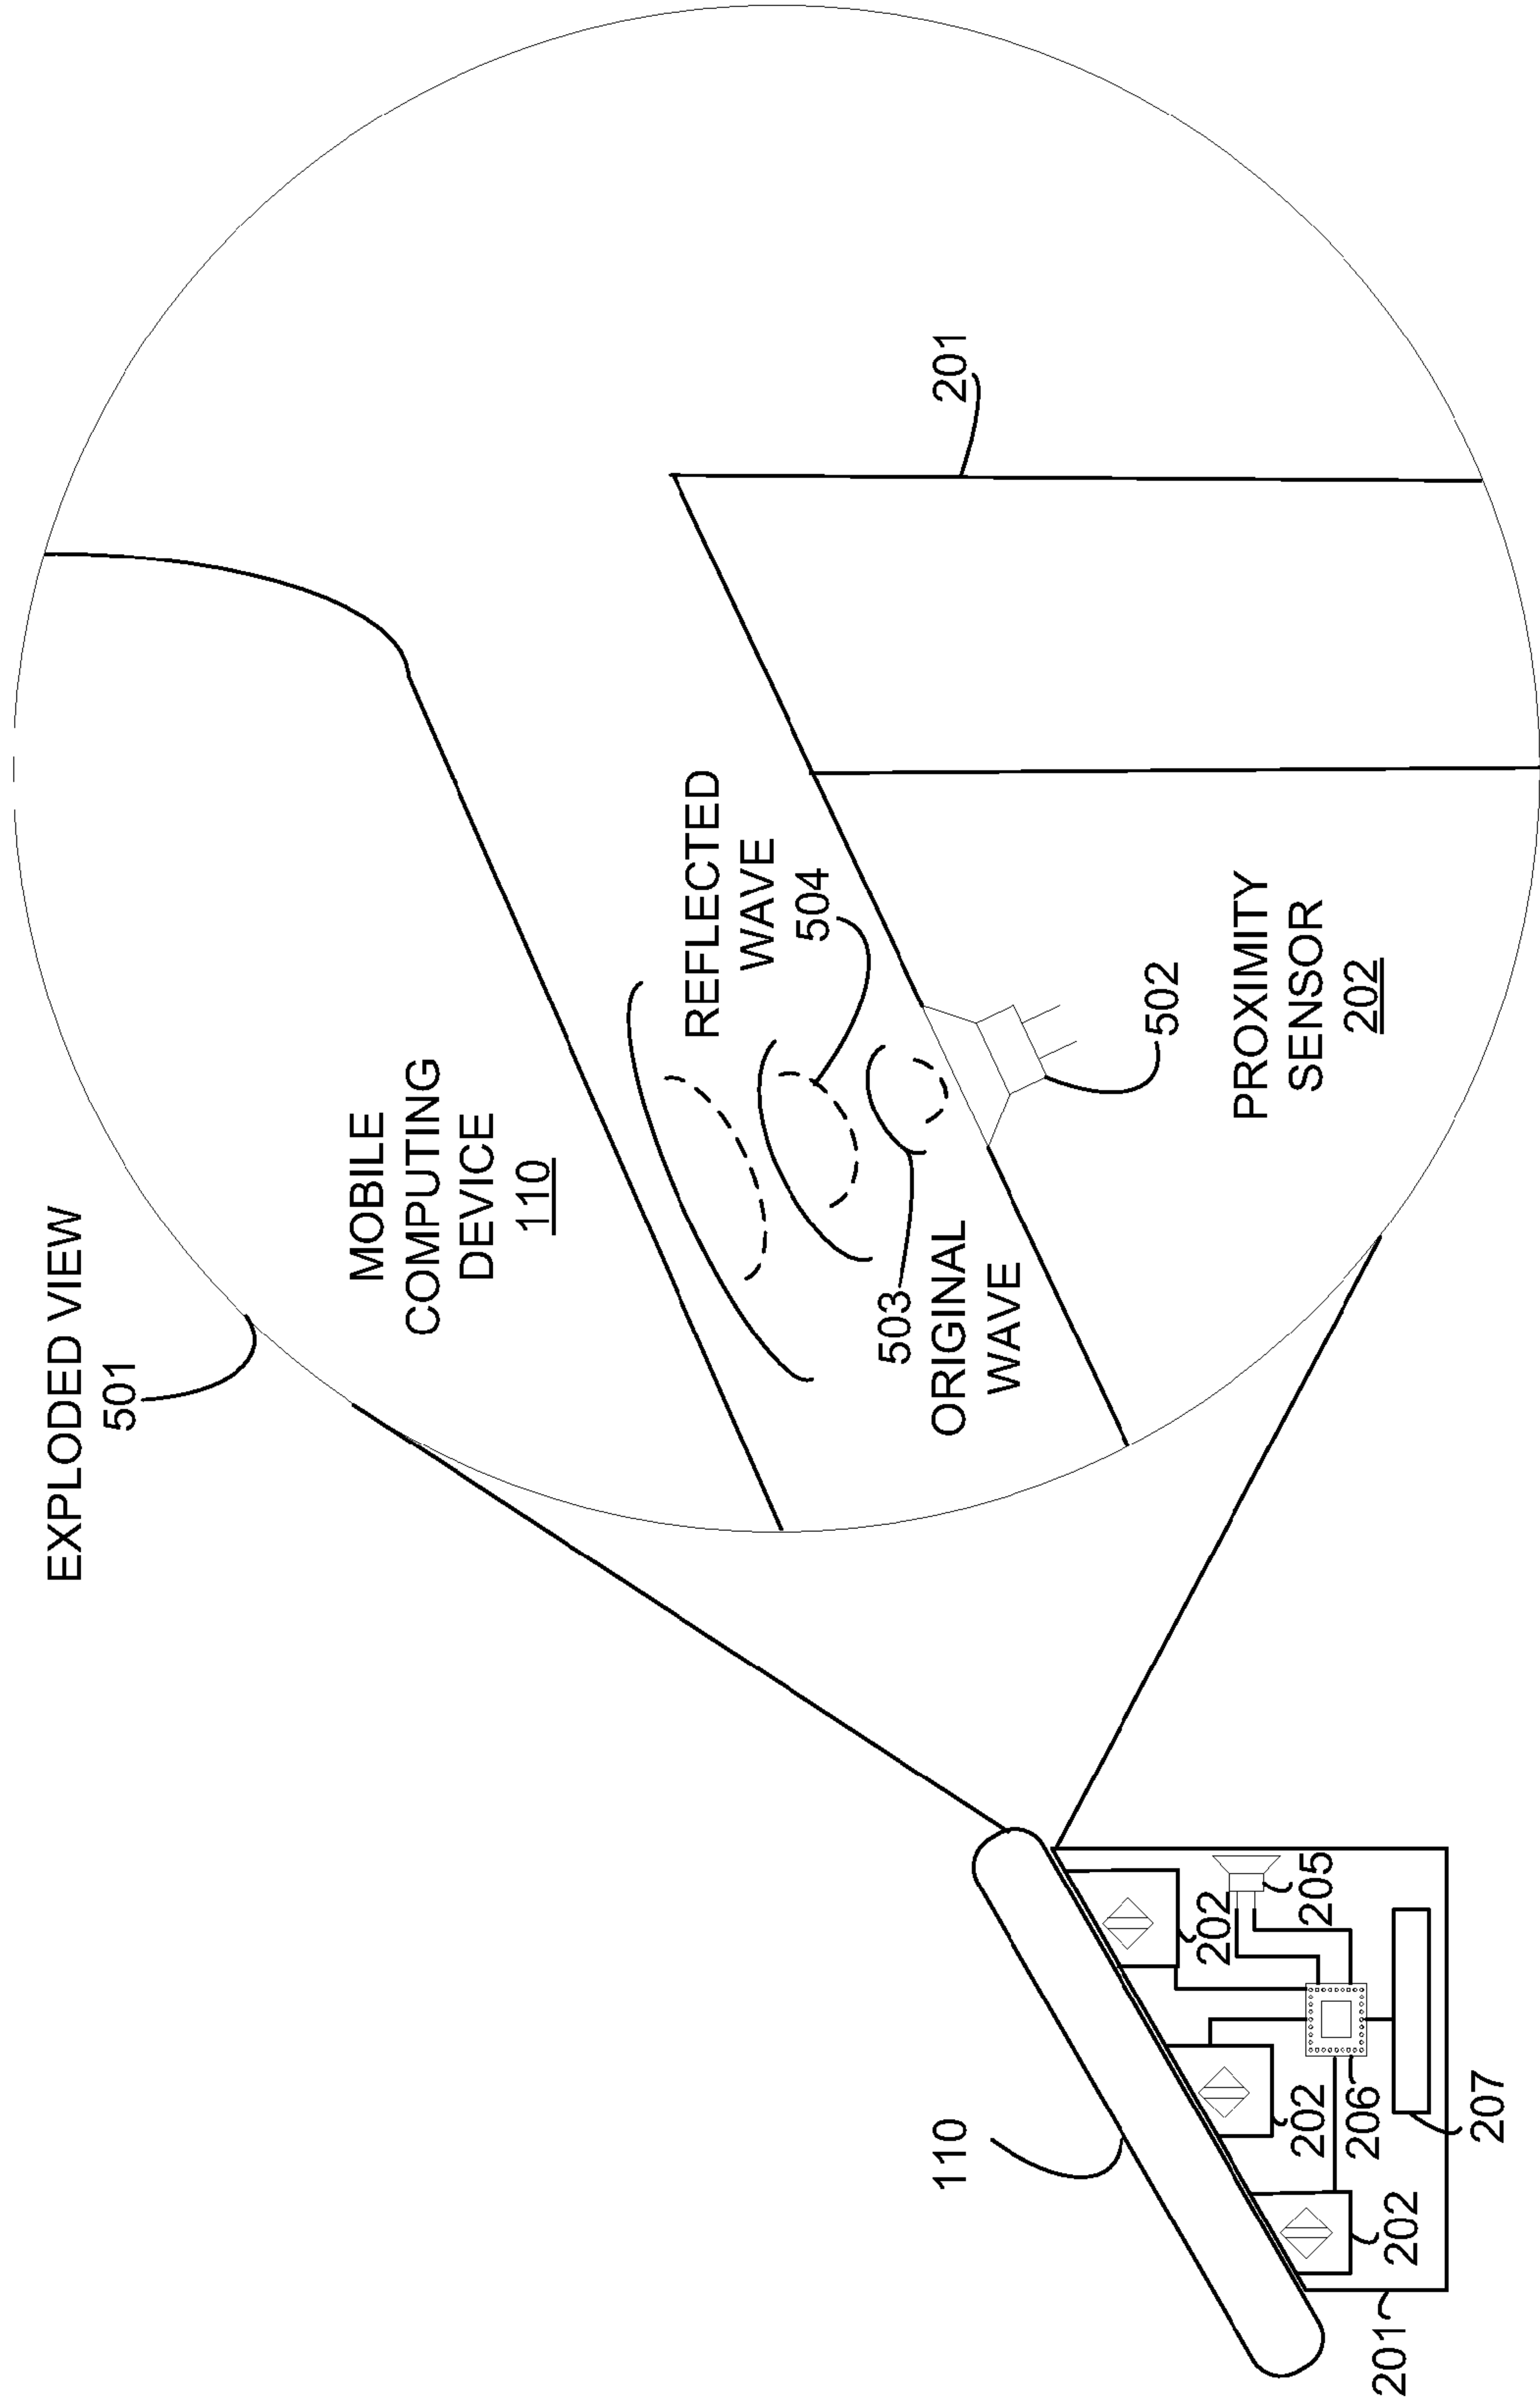 EXPLODED VIEW
501
MOBILE
COMPUTING
DEVICE
110
REFLECTED
WAVE
504
503
ORIGINAL
WAVE
201
502
PROXIMITY
SENSOR
202
110
202
205
202
206
202
207
201